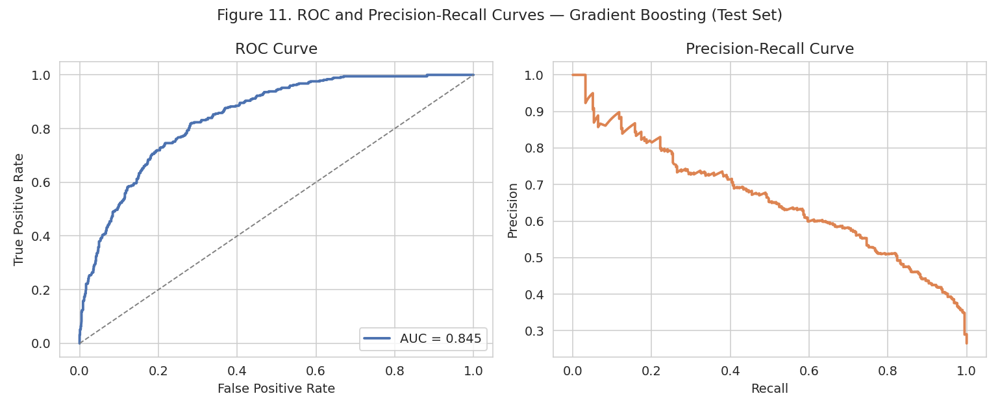 Figure 11. ROC and Precision-Recall Curves — Gradient Boosting (Test Set)
ROC Curve
True Positive Rate
1.0
0.8
0.6
0.4
0.2
0.0
AUC = 0.845
0.0 0.2 0.4 0.6 0.8 1.0
False Positive Rate
Precision-Recall Curve
Precision
1.0
0.9
0.8
0.7
0.6
0.5
0.4
0.3
0.0 0.2 0.4 0.6 0.8 1.0
Recall